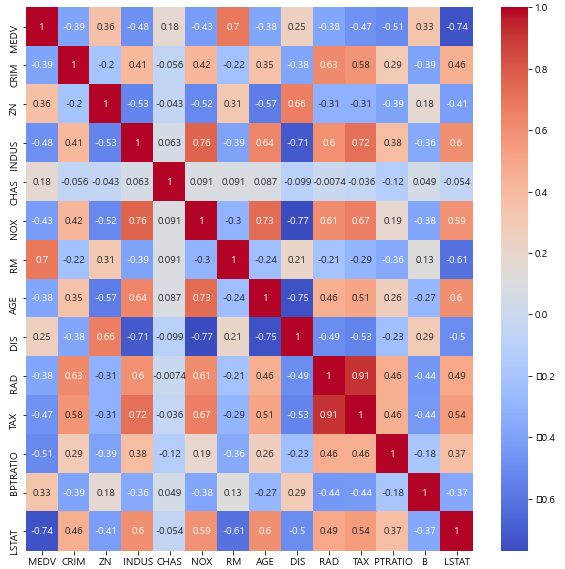 MEDV 1 -0.39 0.36 -0.48 0.18 -0.43 0.7 -0.38 0.25 -0.38 -0.47 -0.51 0.33 -0.74
CRIM -0.39 1 -0.2 0.41 -0.056 0.42 -0.22 0.35 -0.38 0.63 0.58 0.29 -0.39 0.46
ZN 0.36 -0.2 1 -0.53 -0.043 -0.52 0.31 -0.57 0.66 -0.31 -0.31 -0.39 0.18 -0.41
INDUS -0.48 0.41 -0.53 1 0.063 0.76 -0.39 0.64 -0.71 0.6 0.72 0.38 -0.36 0.6
CHAS 0.18 -0.056 -0.043 0.063 1 0.091 0.091 0.087 -0.099 -0.0074 -0.036 -0.12 0.049 -0.054
NOX -0.43 0.42 -0.52 0.76 0.091 1 -0.3 0.73 -0.77 0.61 0.67 0.19 -0.38 0.59
RM 0.7 -0.22 0.31 -0.39 0.091 -0.3 1 -0.24 0.21 -0.21 -0.29 -0.36 0.13 -0.61
AGE -0.38 0.35 -0.57 0.64 0.087 0.73 -0.24 1 -0.75 0.46 0.51 0.26 -0.27 0.6
DIS 0.25 -0.38 0.66 -0.71 -0.099 -0.77 0.21 -0.75 1 -0.49 -0.53 -0.23 0.29 -0.5
RAD -0.38 0.63 -0.31 0.6 -0.0074 0.61 -0.21 0.46 -0.49 1 0.91 0.46 -0.44 0.49
TAX -0.47 0.58 -0.31 0.72 -0.036 0.67 -0.29 0.51 -0.53 0.91 1 0.46 -0.44 0.54
PTRATIO -0.51 0.29 -0.39 0.38 -0.12 0.19 -0.36 0.26 -0.23 0.46 0.46 1 -0.18 0.37
B 0.33 -0.39 0.18 -0.36 0.049 -0.38 0.13 -0.27 0.29 -0.44 -0.44 -0.18 1 -0.37
LSTAT -0.74 0.46 -0.41 0.6 -0.054 0.59 -0.61 0.6 -0.5 0.49 0.54 0.37 -0.37 1
MEDV CRIM ZN INDUS CHAS NOX RM AGE DIS RAD TAX PTRATIO B LSTAT
1.0
0.8
0.6
0.4
0.2
0.0
□0.2
□0.4
□0.6